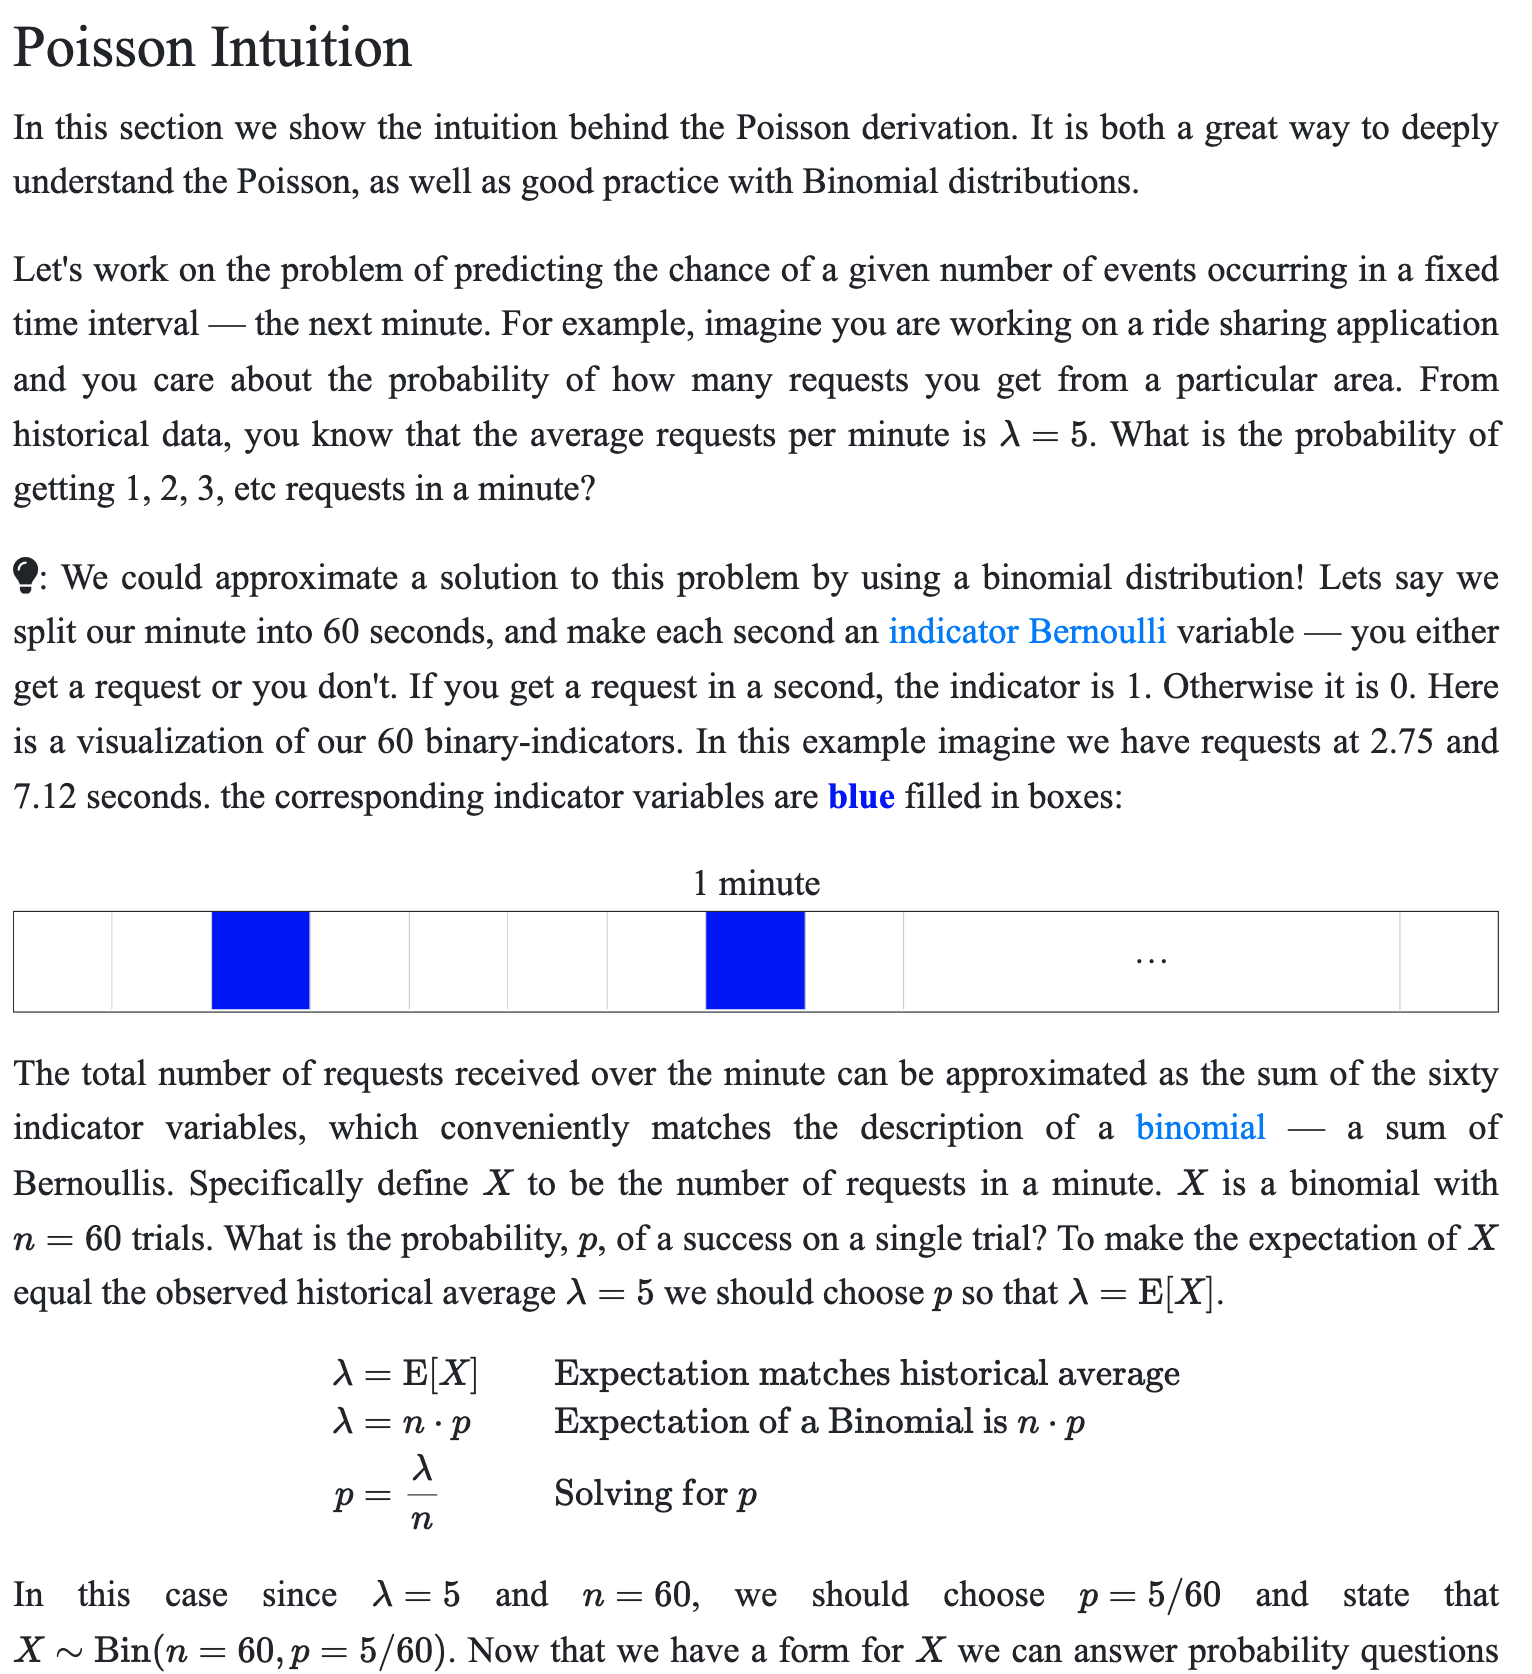 Poisson Intuition
In this section we show the intuition behind the Poisson derivation. It is both a great way to deeply
understand the Poisson, as well as good practice with Binomial distributions.
Let's work on the problem of predicting the chance of a given number of events occurring in a fixed
time interval — the next minute. For example, imagine you are working on a ride sharing application
and you care about the probability of how many requests you get from a particular area. From
historical data, you know that the average requests per minute is λ = 5. What is the probability of
getting 1, 2, 3, etc requests in a minute?
: We could approximate a solution to this problem by using a binomial distribution! Lets say we
split our minute into 60 seconds, and make each second an indicator Bernoulli variable — you either
get a request or you don't. If you get a request in a second, the indicator is 1. Otherwise it is 0. Here
is a visualization of our 60 binary-indicators. In this example imagine we have requests at 2.75 and
7.12 seconds. the corresponding indicator variables are blue filled in boxes:
1 minute
...
The total number of requests received over the minute can be approximated as the sum of the sixty
indicator variables, which conveniently matches the description of a binomial — a sum of
Bernoullis. Specifically define X to be the number of requests in a minute. X is a binomial with
n = 60 trials. What is the probability, p, of a success on a single trial? To make the expectation of X
equal the observed historical average λ = 5 we should choose p so that λ = E[X].
λ = E[X] Expectation matches historical average
λ = n · p Expectation of a Binomial is n · p
p = λ/n Solving for p
In this case since λ = 5 and n = 60, we should choose p = 5/60 and state that
X ∼ Bin(n = 60, p = 5/60). Now that we have a form for X we can answer probability questions